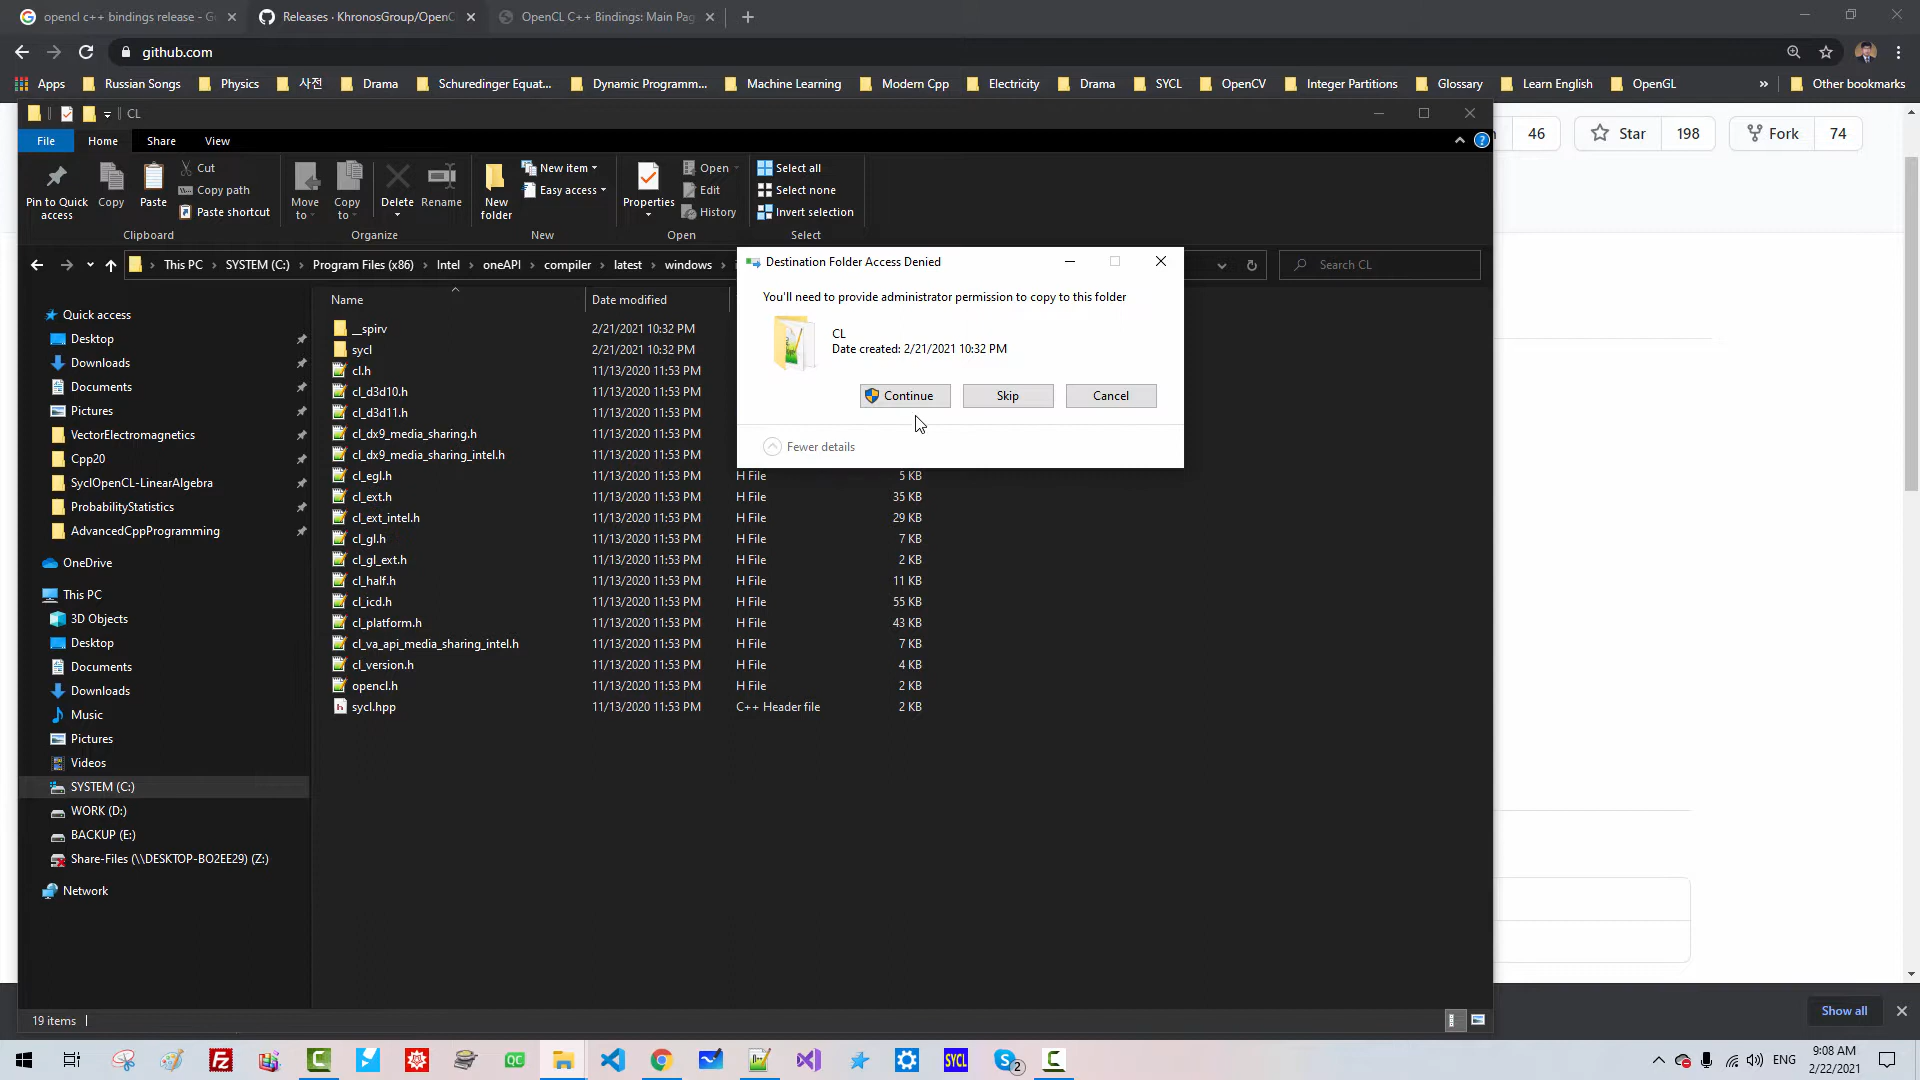 opencl c++ bindings release - G
Releases · KhronosGroup/OpenC
OpenCL C++ Bindings: Main Pag
github.com
Apps
Russian Songs
Physics
사전
Drama
Schuredinger Equat...
Dynamic Programm...
Machine Learning
Modern Cpp
Electricity
Drama
SYCL
OpenCV
Integer Partitions
Glossary
Learn English
OpenGL
»
Other bookmarks
CL
46
Star
198
Fork
74
File
Home
Share
View
Pin to Quick access
Copy
Paste
Cut
Copy path
Paste shortcut
Clipboard
Move to
Copy to
Delete
Rename
Organize
New folder
New item
Easy access
New
Properties
Open
Edit
History
Open
Select all
Select none
Invert selection
Select
This PC > SYSTEM (C:) > Program Files (x86) > Intel > oneAPI > compiler > latest > windows >
Search CL
Quick access
Desktop
Downloads
Documents
Pictures
VectorElectromagnetics
Cpp20
SyclOpenCL-LinearAlgebra
ProbabilityStatistics
AdvancedCppProgramming
OneDrive
This PC
3D Objects
Desktop
Documents
Downloads
Music
Pictures
Videos
SYSTEM (C:)
WORK (D:)
BACKUP (E:)
Share-Files (\\DESKTOP-BO2EE29) (Z:)
Network
Name Date modified
__spirv 2/21/2021 10:32 PM
sycl 2/21/2021 10:32 PM
cl.h 11/13/2020 11:53 PM
cl_d3d10.h 11/13/2020 11:53 PM
cl_d3d11.h 11/13/2020 11:53 PM
cl_dx9_media_sharing.h 11/13/2020 11:53 PM
cl_dx9_media_sharing_intel.h 11/13/2020 11:53 PM
cl_egl.h 11/13/2020 11:53 PM H File 5 KB
cl_ext.h 11/13/2020 11:53 PM H File 35 KB
cl_ext_intel.h 11/13/2020 11:53 PM H File 29 KB
cl_gl.h 11/13/2020 11:53 PM H File 7 KB
cl_gl_ext.h 11/13/2020 11:53 PM H File 2 KB
cl_half.h 11/13/2020 11:53 PM H File 11 KB
cl_icd.h 11/13/2020 11:53 PM H File 55 KB
cl_platform.h 11/13/2020 11:53 PM H File 43 KB
cl_va_api_media_sharing_intel.h 11/13/2020 11:53 PM H File 7 KB
cl_version.h 11/13/2020 11:53 PM H File 4 KB
opencl.h 11/13/2020 11:53 PM H File 2 KB
sycl.hpp 11/13/2020 11:53 PM C++ Header file 2 KB
Destination Folder Access Denied
You'll need to provide administrator permission to copy to this folder
CL
Date created: 2/21/2021 10:32 PM
Continue
Skip
Cancel
Fewer details
19 items
Show all
QC
SYCL
2
ENG
9:08 AM
2/22/2021